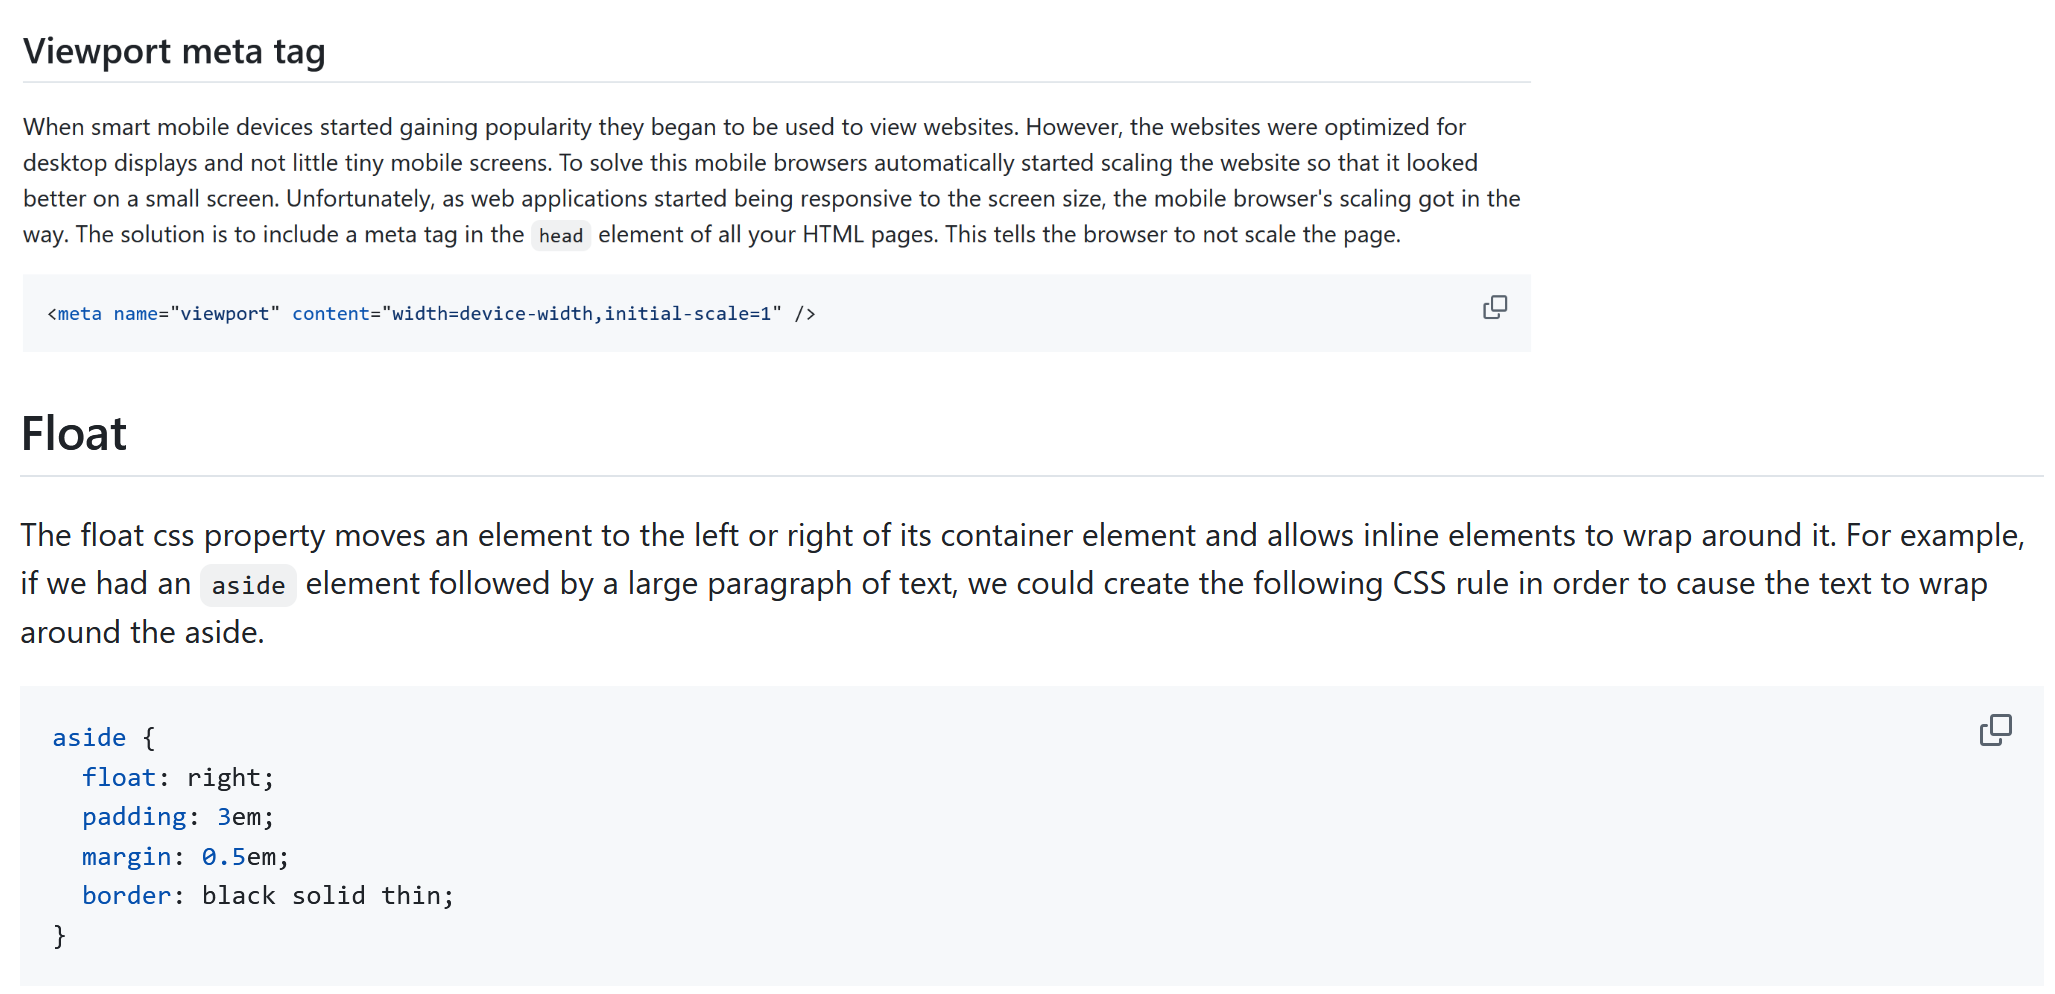 Viewport meta tag
When smart mobile devices started gaining popularity they began to be used to view websites. However, the websites were optimized for
desktop displays and not little tiny mobile screens. To solve this mobile browsers automatically started scaling the website so that it looked
better on a small screen. Unfortunately, as web applications started being responsive to the screen size, the mobile browser's scaling got in the
way. The solution is to include a meta tag in the head element of all your HTML pages. This tells the browser to not scale the page.
<meta name="viewport" content="width=device-width,initial-scale=1" />
Float
The float css property moves an element to the left or right of its container element and allows inline elements to wrap around it. For example,
if we had an aside element followed by a large paragraph of text, we could create the following CSS rule in order to cause the text to wrap
around the aside.
aside {
  float: right;
  padding: 3em;
  margin: 0.5em;
  border: black solid thin;
}